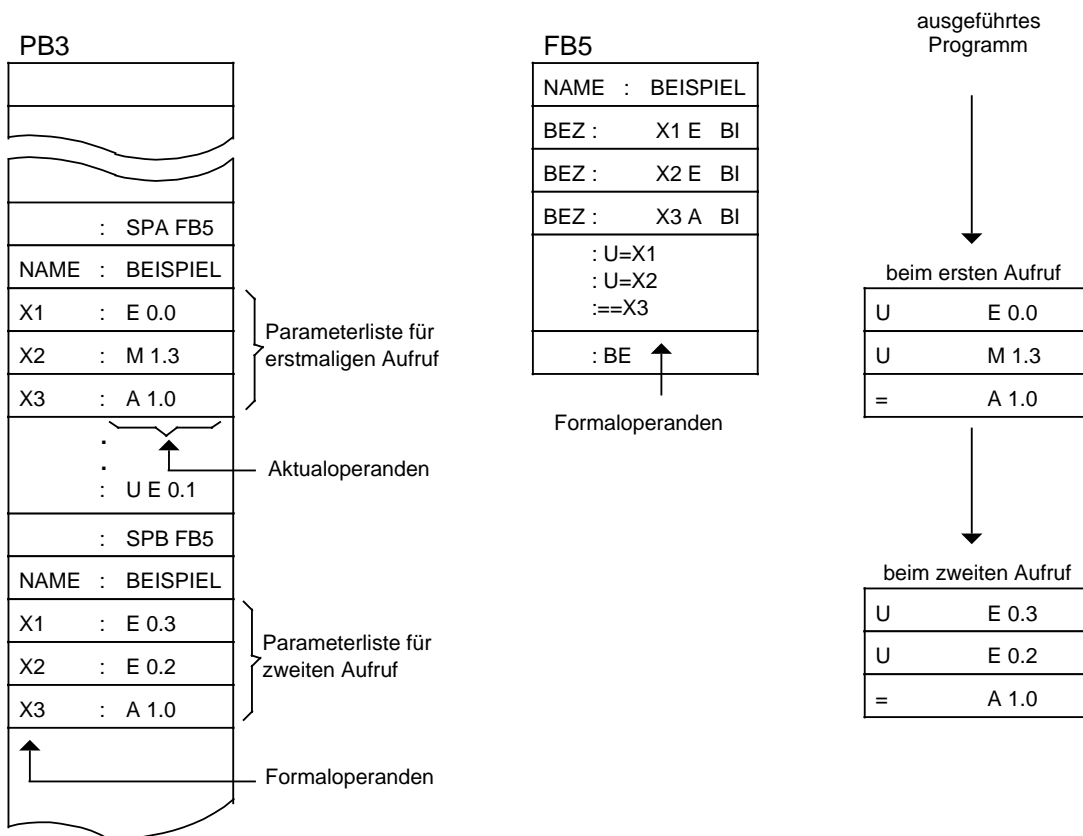 PB3
: SPA FB5
NAME : BEISPIEL
X1 : E 0.0
X2 : M 1.3
X3 : A 1.0
Parameterliste für
erstmaligen Aufruf
Aktualoperanden
.
.
: U E 0.1
: SPB FB5
NAME : BEISPIEL
X1 : E 0.3
X2 : E 0.2
X3 : A 1.0
Parameterliste für
zweiten Aufruf
Formaloperanden
FB5
NAME : BEISPIEL
BEZ : X1 E BI
BEZ : X2 E BI
BEZ : X3 A BI
: U=X1
: U=X2
:==X3
: BE
Formaloperanden
ausgeführtes
Programm
beim ersten Aufruf
U E 0.0
U M 1.3
= A 1.0
beim zweiten Aufruf
U E 0.3
U E 0.2
= A 1.0